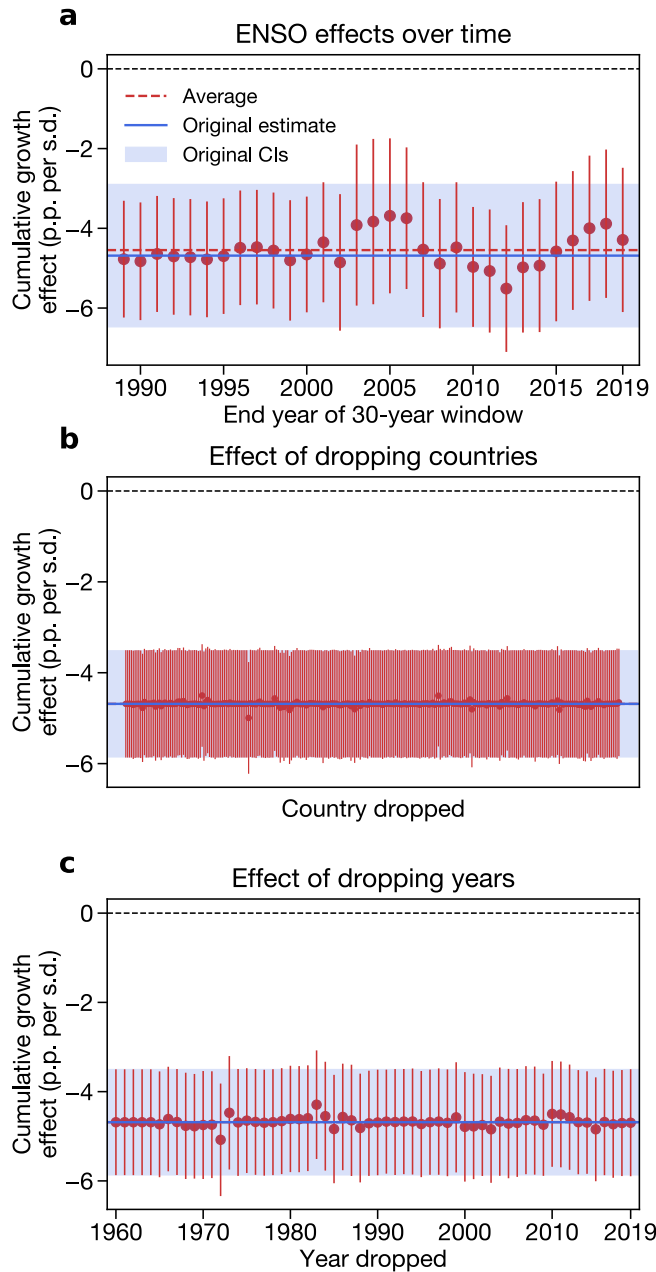 a
ENSO effects over time
Cumulative growth
effect (p.p. per s.d.)
0
−2
−4
−6
Average
Original estimate
Original CIs
1990 1995 2000 2005 2010 2015 2019
End year of 30-year window
b
Effect of dropping countries
Cumulative growth
effect (p.p. per s.d.)
0
−2
−4
−6
Country dropped
c
Effect of dropping years
Cumulative growth
effect (p.p. per s.d.)
0
−2
−4
−6
1960 1970 1980 1990 2000 2010 2019
Year dropped